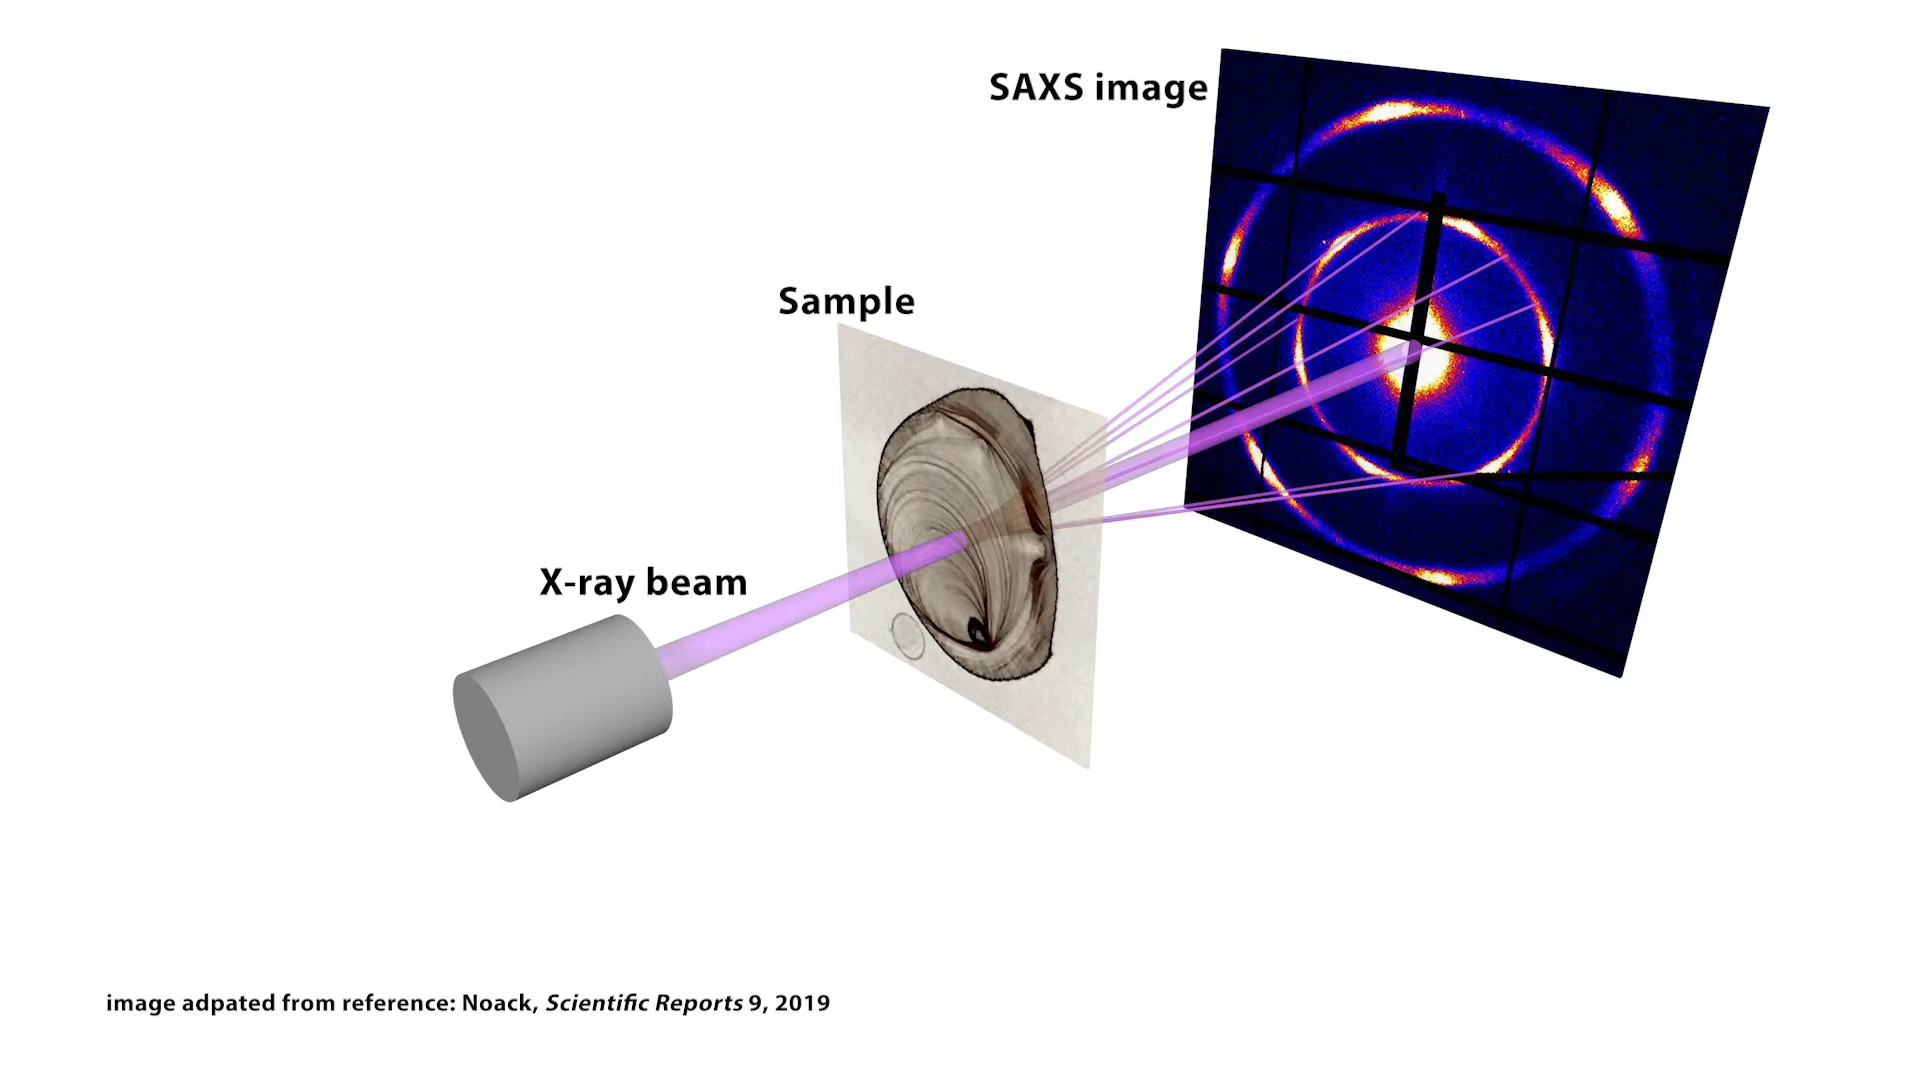 SAXS image
Sample
X-ray beam
image adpated from reference: Noack, Scientific Reports 9, 2019